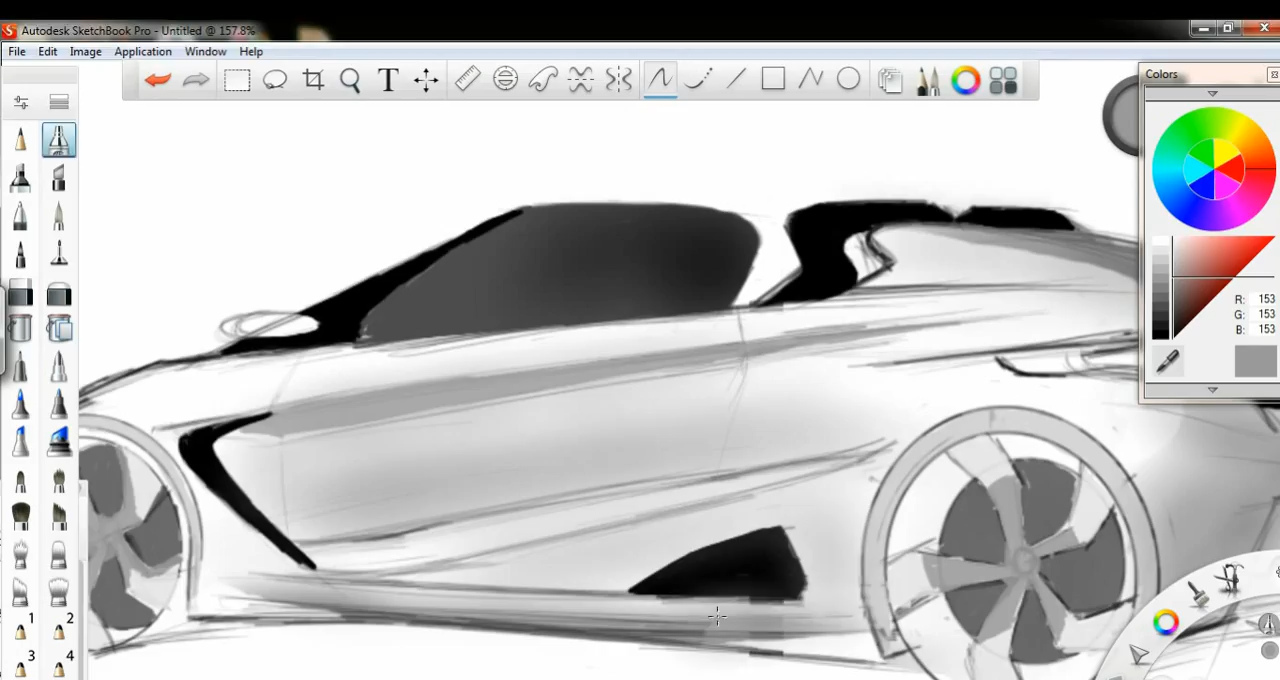 Autodesk SketchBook Pro - Untitled @ 157.8%
File Edit Image Application Window Help
T
Colors
R: 153
G: 153
B: 153
1 2
3 4